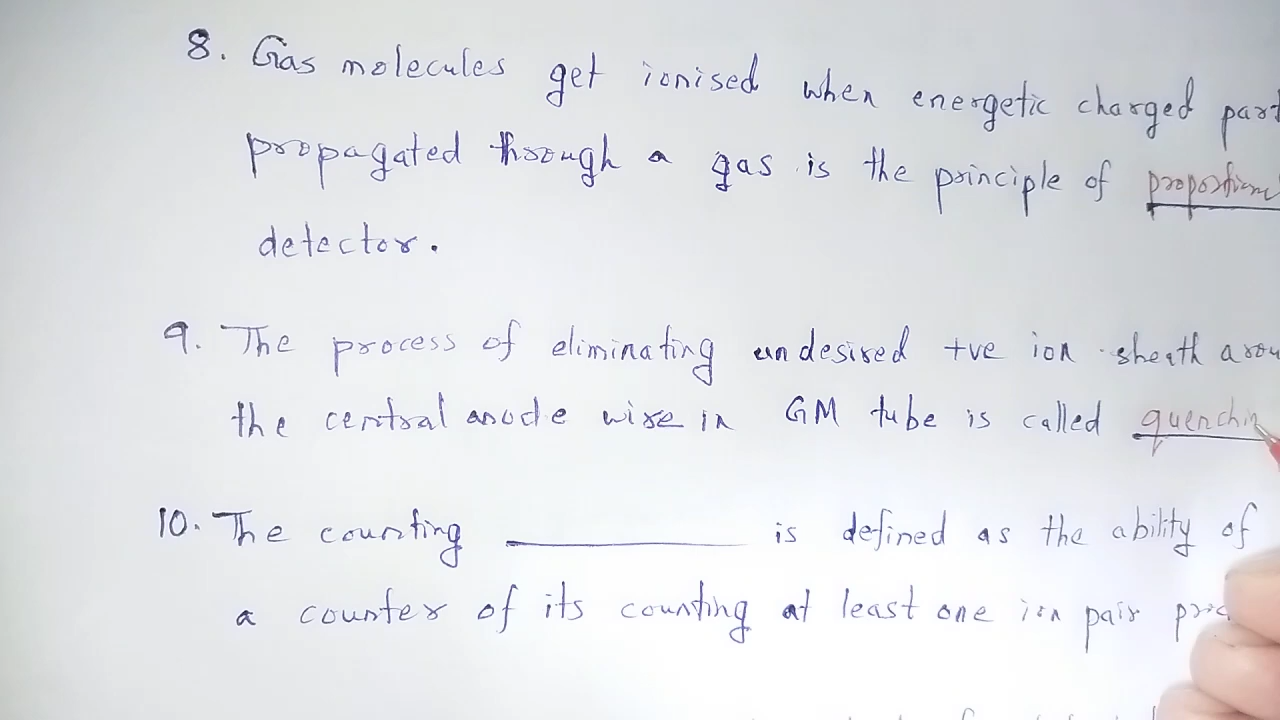 8. Gas molecules get ionised when energetic charged part
propagated through a gas is the principle of proportion
detector.
9. The process of eliminating undesired +ve ion sheath arou
the central anode wire in GM tube is called quenchin
10. The counting ________ is defined as the ability of
a counter of its counting at least one ion pair pro